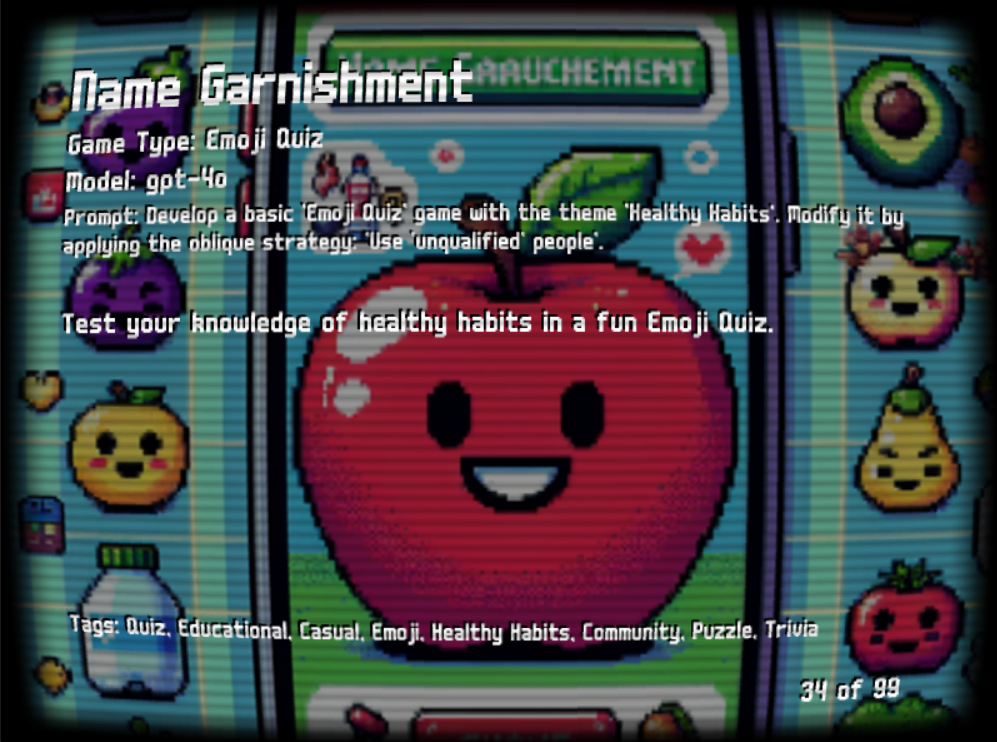 Name Garnishment
Game Type: Emoji Quiz
Model: gpt-4o
Prompt: Develop a basic 'Emoji Quiz' game with the theme 'Healthy Habits'. Modify it by
applying the oblique strategy: 'Use 'unqualified' people'.
Test your knowledge of healthy habits in a fun Emoji Quiz.
Tags: Quiz, Educational, Casual, Emoji, Healthy Habits, Community, Puzzle, Trivia
34 of 99